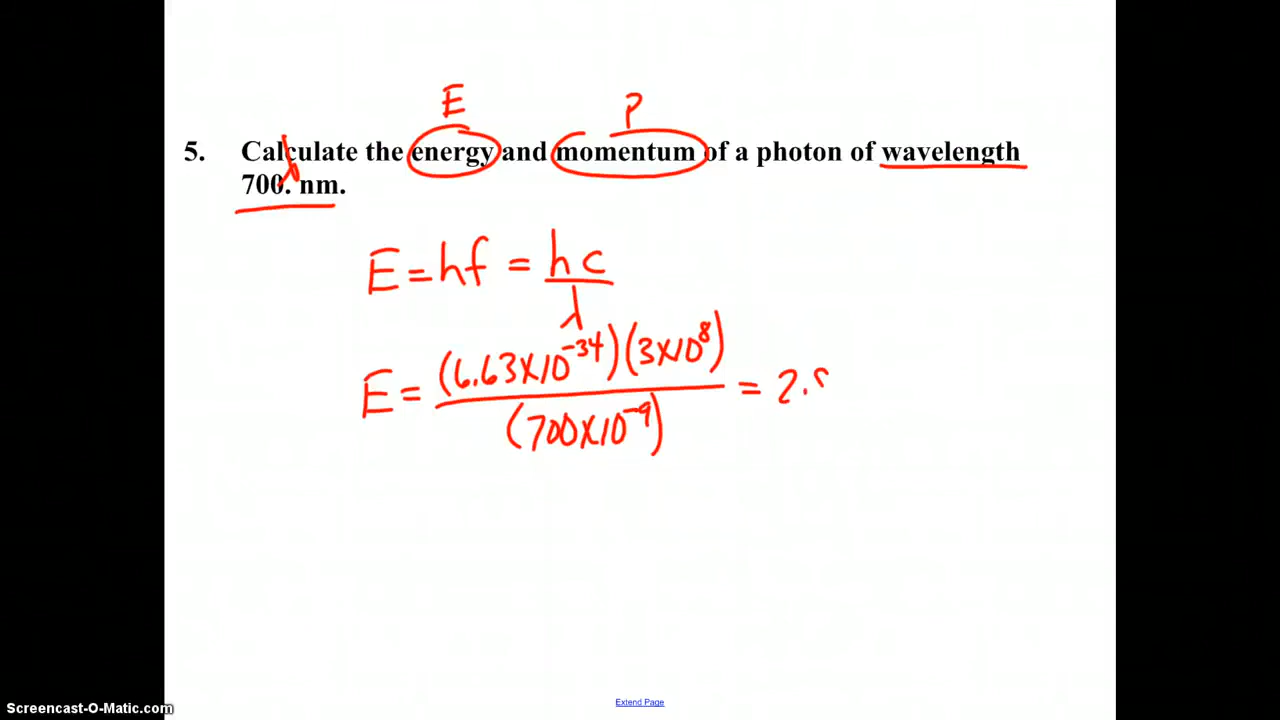 E P
5. Calculate the energy and momentum of a photon of wavelength
λ
700. nm.
E = hf = hc/λ
E = (6.63×10⁻³⁴)(3×10⁸)/(700×10⁻⁹) = 2.
Extend Page
Screencast-O-Matic.com